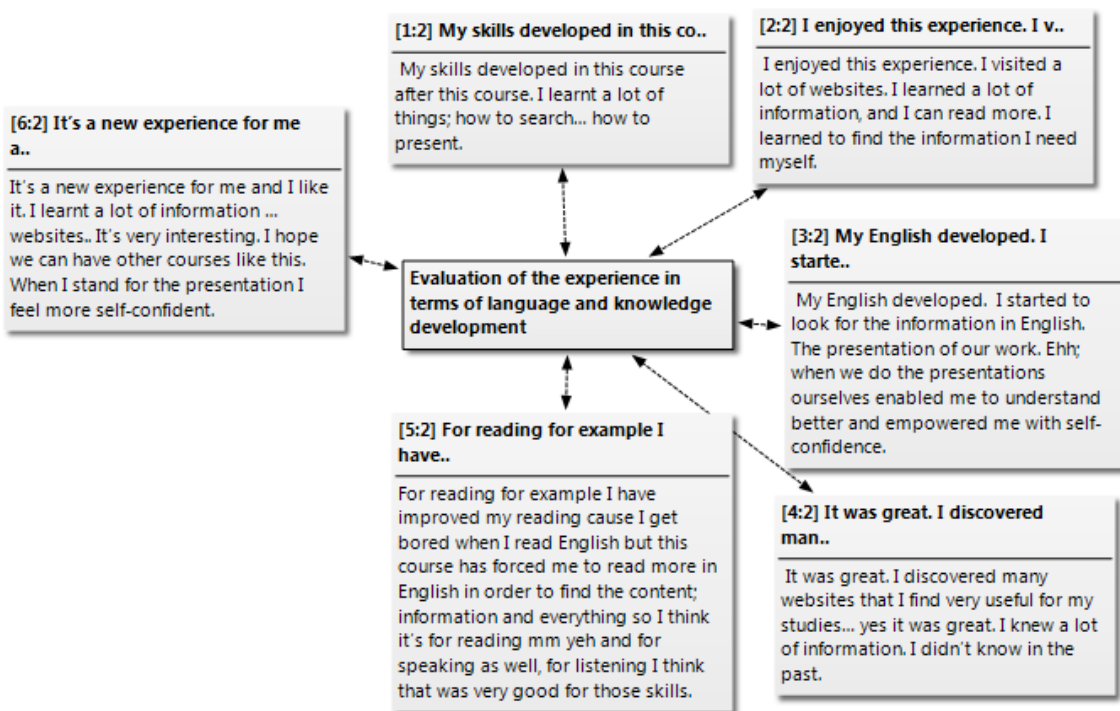 [1:2] My skills developed in this co..
My skills developed in this course
after this course. I learnt a lot of
things; how to search... how to
present.
[2:2] I enjoyed this experience. I v..
I enjoyed this experience. I visited a
lot of websites. I learned a lot of
information, and I can read more. I
learned to find the information I need
myself.
[6:2] It's a new experience for me
a..
It's a new experience for me and I like
it. I learnt a lot of information ...
websites.. It's very interesting. I hope
we can have other courses like this.
When I stand for the presentation I
feel more self-confident.
Evaluation of the experience in
terms of language and knowledge
development
[3:2] My English developed. I
starte..
My English developed.  I started to
look for the information in English.
The presentation of our work. Ehh;
when we do the presentations
ourselves enabled me to understand
better and empowered me with self-
confidence.
[5:2] For reading for example I
have..
For reading for example I have
improved my reading cause I get
bored when I read English but this
course has forced me to read more in
English in order to find the content;
information and everything so I think
it's for reading mm yeh and for
speaking as well, for listening I think
that was very good for those skills.
[4:2] It was great. I discovered
man..
It was great. I discovered many
websites that I find very useful for my
studies... yes it was great. I knew a lot
of information. I didn't know in the
past.